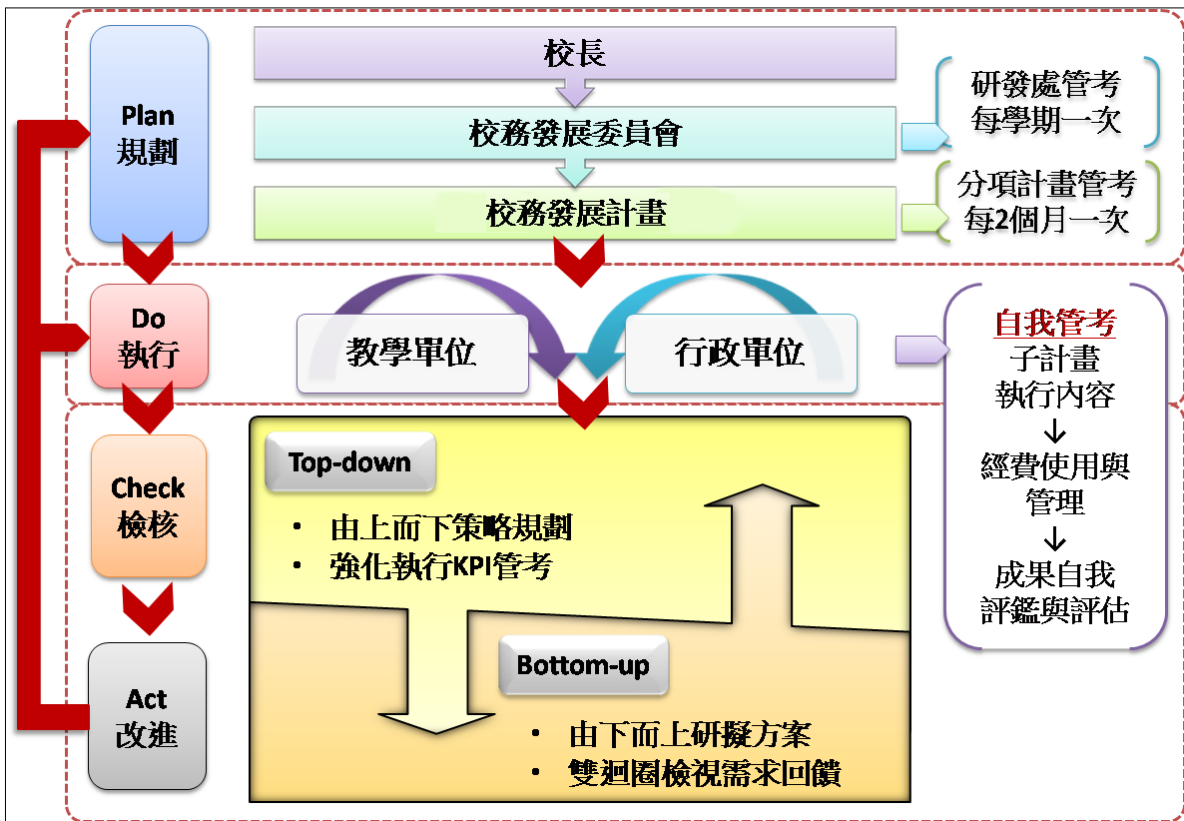 Plan
規劃
校長
校務發展委員會
校務發展計畫
研發處管考
每學期一次
分項計畫管考
每2個月一次
Do
執行
教學單位
行政單位
自我管考
子計畫
執行內容
↓
經費使用與
管理
↓
成果自我
評鑑與評估
Check
檢核
Top-down
• 由上而下策略規劃
• 強化執行KPI管考
Act
改進
Bottom-up
• 由下而上研擬方案
• 雙迴圈檢視需求回饋